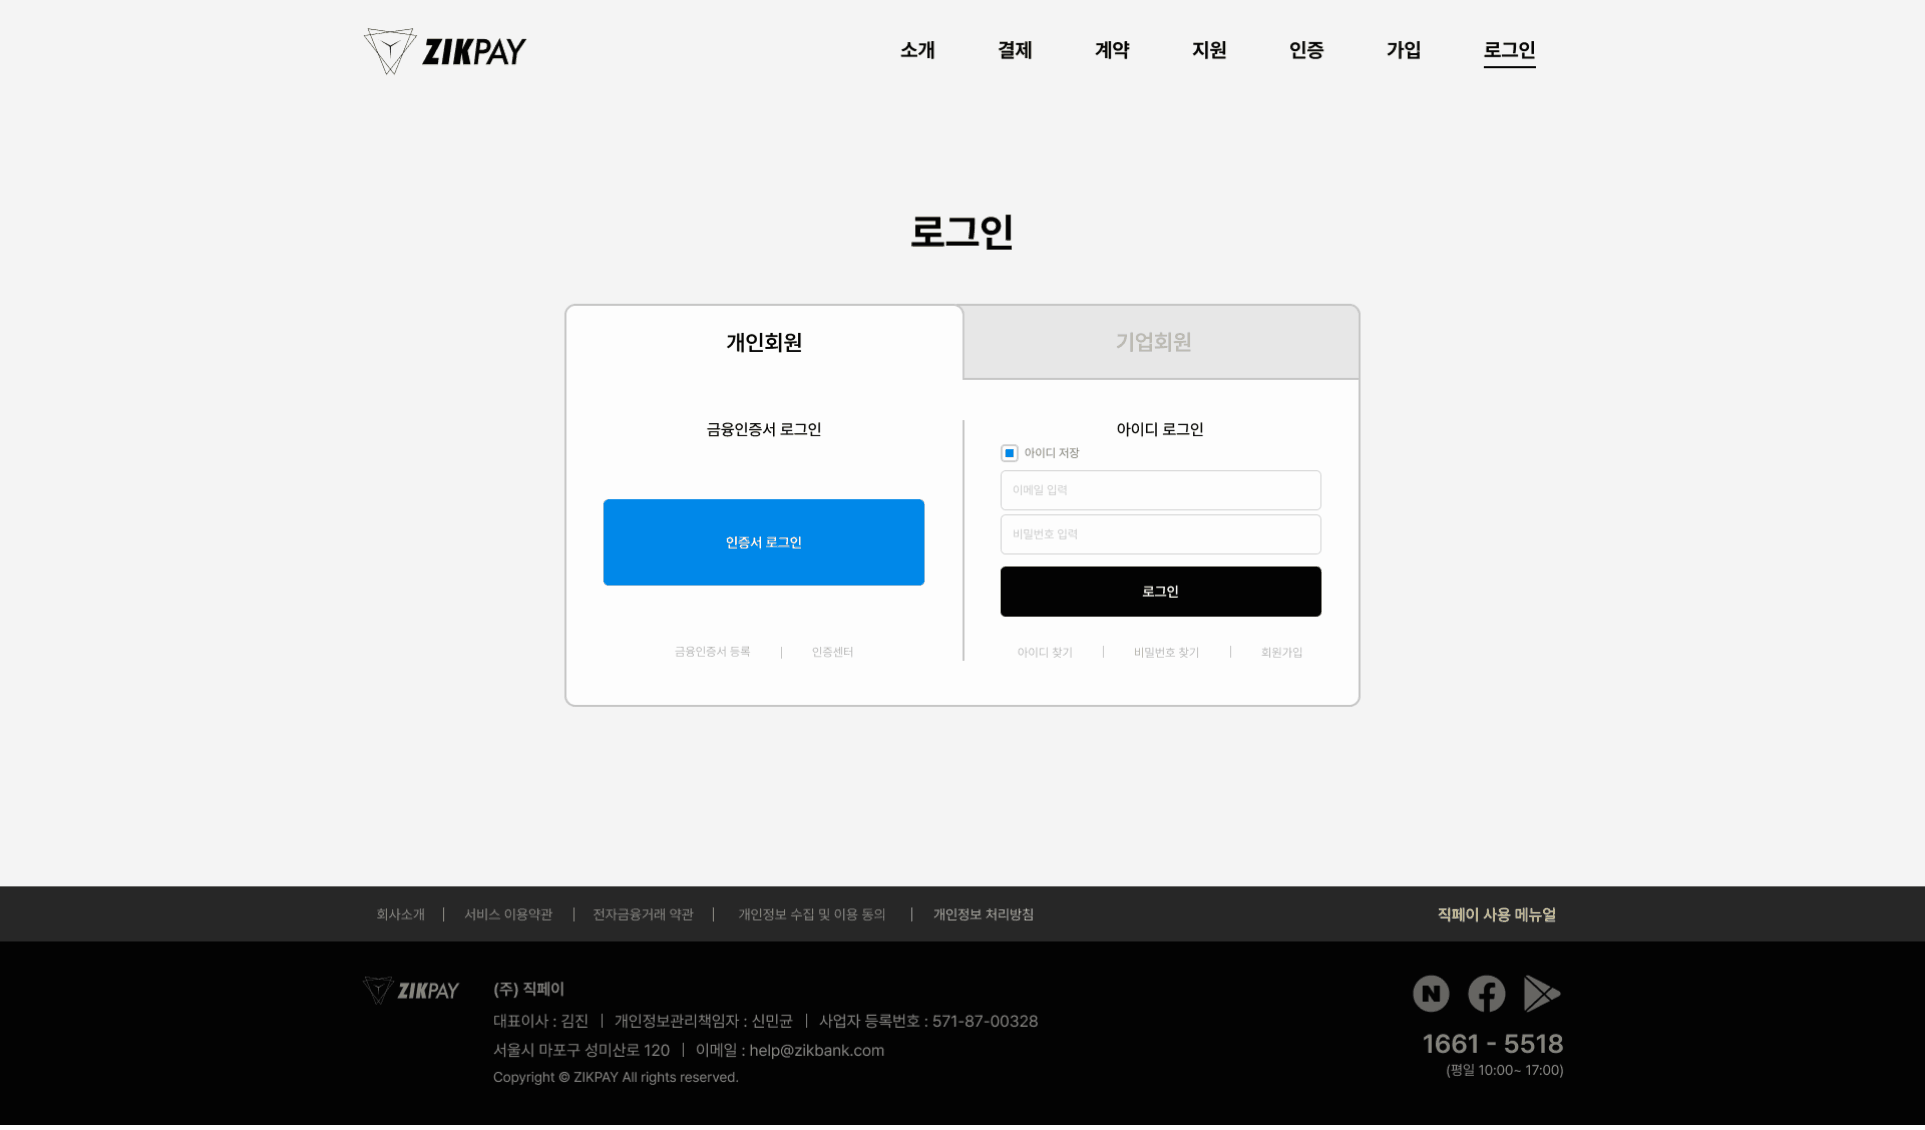 ZIKPAY 소개 결제 계약 지원 인증 가입 로그인
로그인
개인회원 기업회원
금융인증서 로그인
인증서 로그인
금융인증서 등록 | 인증센터
아이디 로그인
아이디 저장
이메일 입력
비밀번호 입력
로그인
아이디 찾기 | 비밀번호 찾기 | 회원가입
회사소개 | 서비스 이용약관 | 전자금융거래 약관 | 개인정보 수집 및 이용 동의 | 개인정보 처리방침 직페이 사용 메뉴얼
ZIKPAY (주) 직페이
대표이사 : 김진 | 개인정보관리책임자 : 신민균 | 사업자 등록번호 : 571-87-00328
서울시 마포구 성미산로 120 | 이메일 : help@zikbank.com
Copyright © ZIKPAY All rights reserved.
N f
1661 - 5518
(평일 10:00~ 17:00)